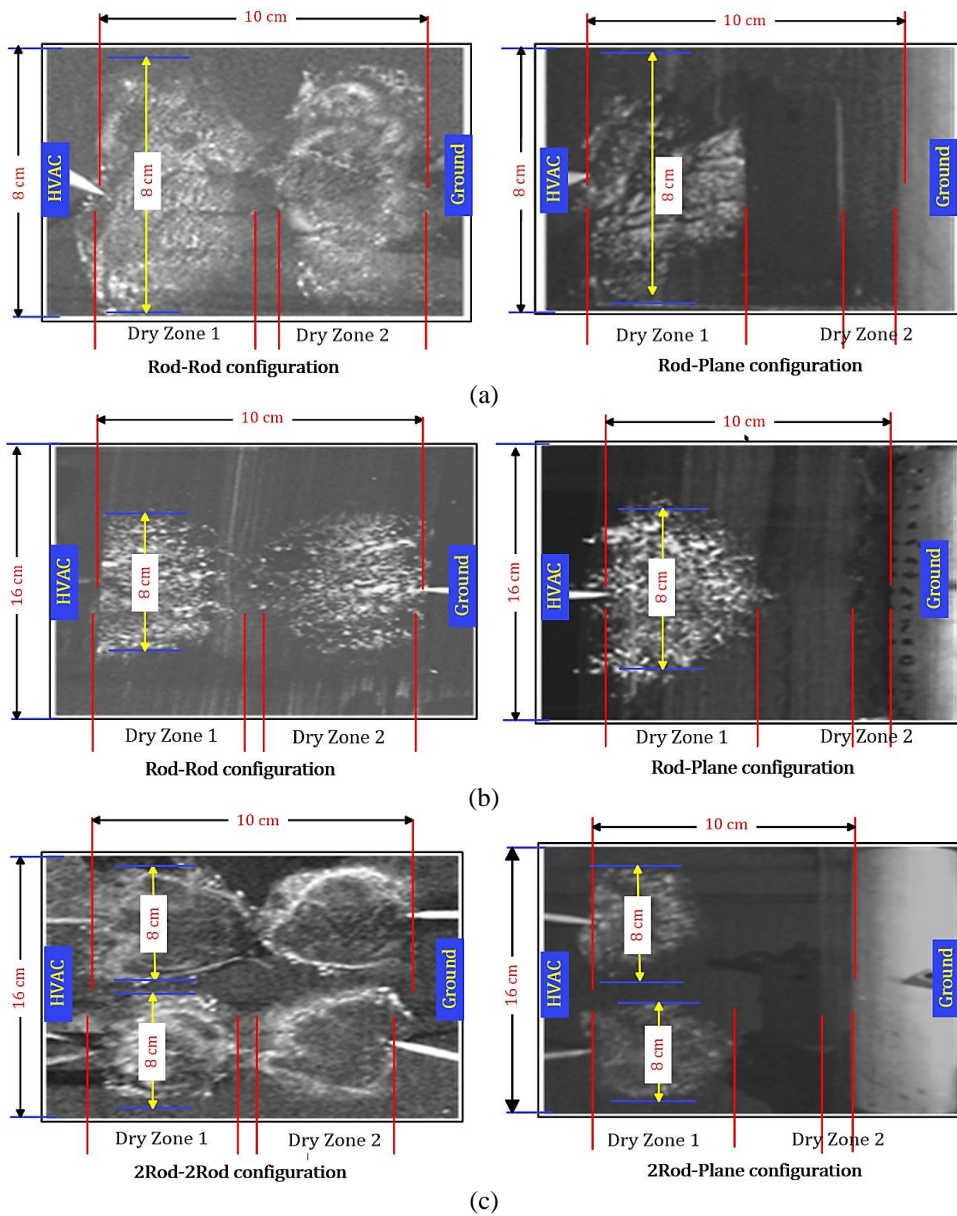 10 cm
10 cm
8 cm
HVAC
8 cm
Ground
8 cm
HVAC
8 cm
Ground
Dry Zone 1
Dry Zone 2
Dry Zone 1
Dry Zone 2
Rod-Rod configuration
Rod-Plane configuration
(a)
10 cm
10 cm
16 cm
HVAC
8 cm
Ground
16 cm
HVAC
8 cm
Ground
Dry Zone 1
Dry Zone 2
Dry Zone 1
Dry Zone 2
Rod-Rod configuration
Rod-Plane configuration
(b)
10 cm
10 cm
16 cm
HVAC
8 cm
8 cm
Ground
16 cm
HVAC
8 cm
8 cm
Ground
Dry Zone 1
Dry Zone 2
Dry Zone 1
Dry Zone 2
2Rod-2Rod configuration
2Rod-Plane configuration
(c)